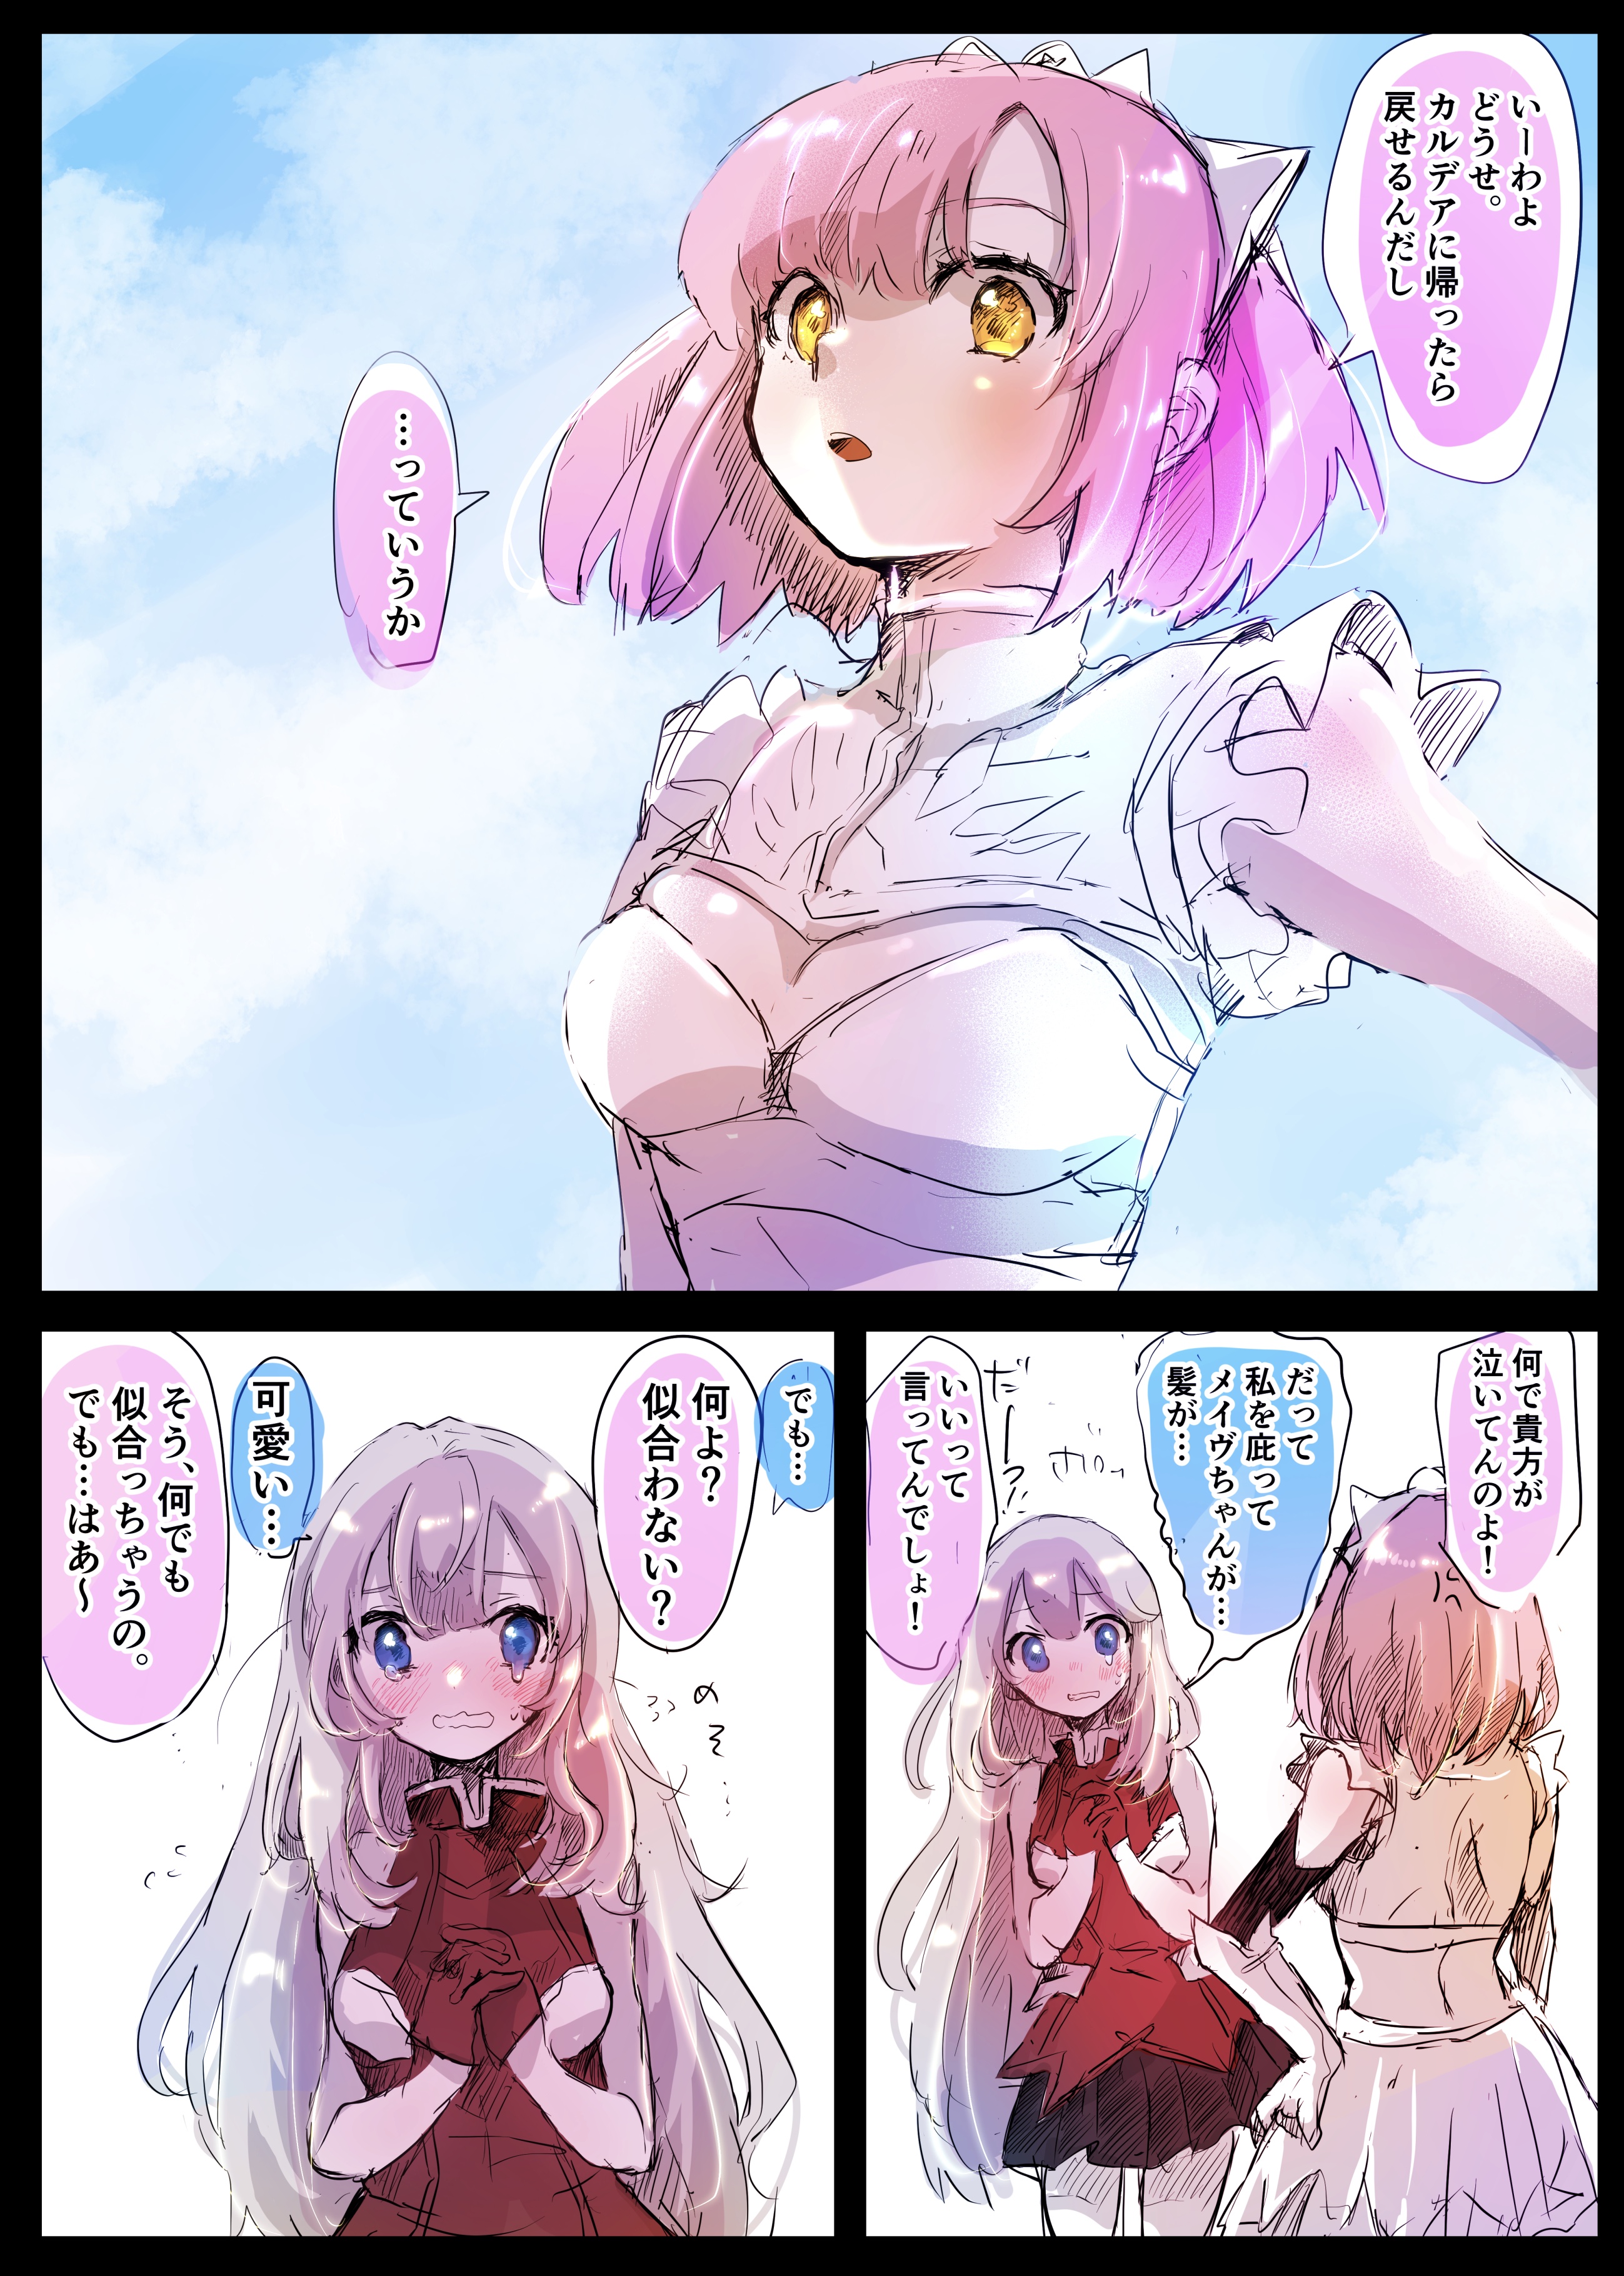 いーわよ
どうせ。
カルデアに帰ったら
戻せるんだし
…っていうか
何で貴方が
泣いてんのよ!
だって
私を庇って
メイヴちゃんが…
髪が…
だーっ!!
いいって
言ってんでしょ!
でも…
何よ?
似合わない?
めそ
可愛い…
そう、何でも
似合っちゃうの。
でも…はあ〜